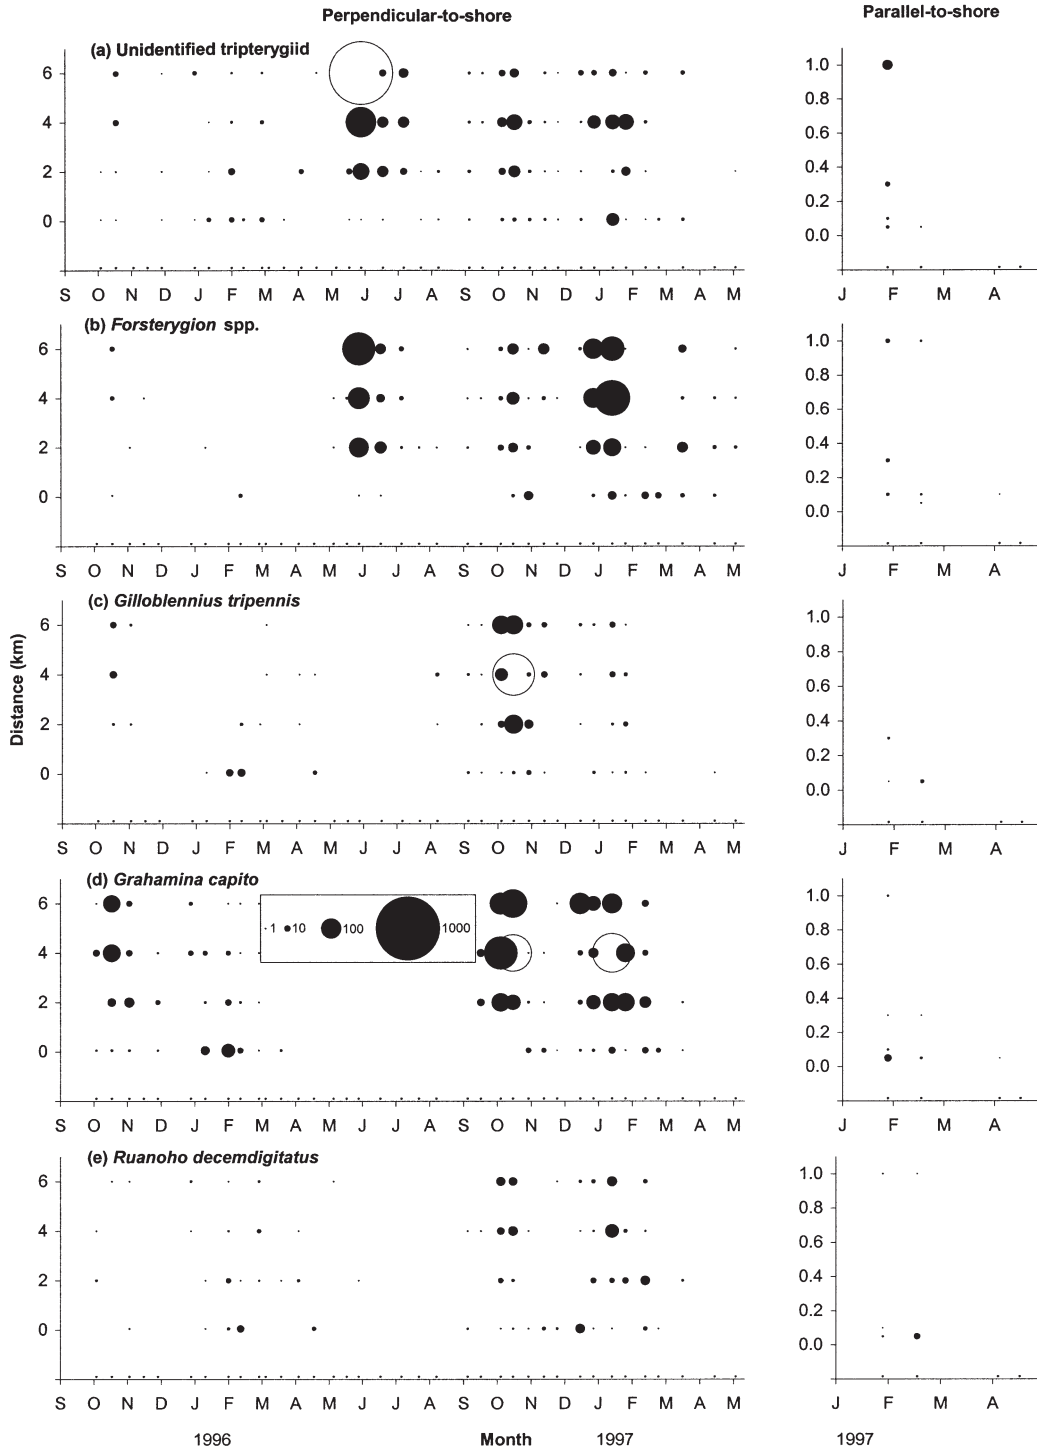 Perpendicular-to-shore
Parallel-to-shore
(a) Unidentified tripterygiid
6
4
2
0
S O N D J F M A M J J A S O N D J F M A M
1.0
0.8
0.6
0.4
0.2
0.0
J F M A
(b) Forsterygion spp.
6
4
2
0
S O N D J F M A M J J A S O N D J F M A M
1.0
0.8
0.6
0.4
0.2
0.0
J F M A
Distance (km)
(c) Gilloblennius tripennis
6
4
2
0
S O N D J F M A M J J A S O N D J F M A M
1.0
0.8
0.6
0.4
0.2
0.0
J F M A
(d) Grahamina capito
1 10 100 1000
6
4
2
0
S O N D J F M A M J J A S O N D J F M A M
1.0
0.8
0.6
0.4
0.2
0.0
J F M A
(e) Ruanoho decemdigitatus
6
4
2
0
S O N D J F M A M J J A S O N D J F M A M
1.0
0.8
0.6
0.4
0.2
0.0
J F M A
1996 Month 1997 1997